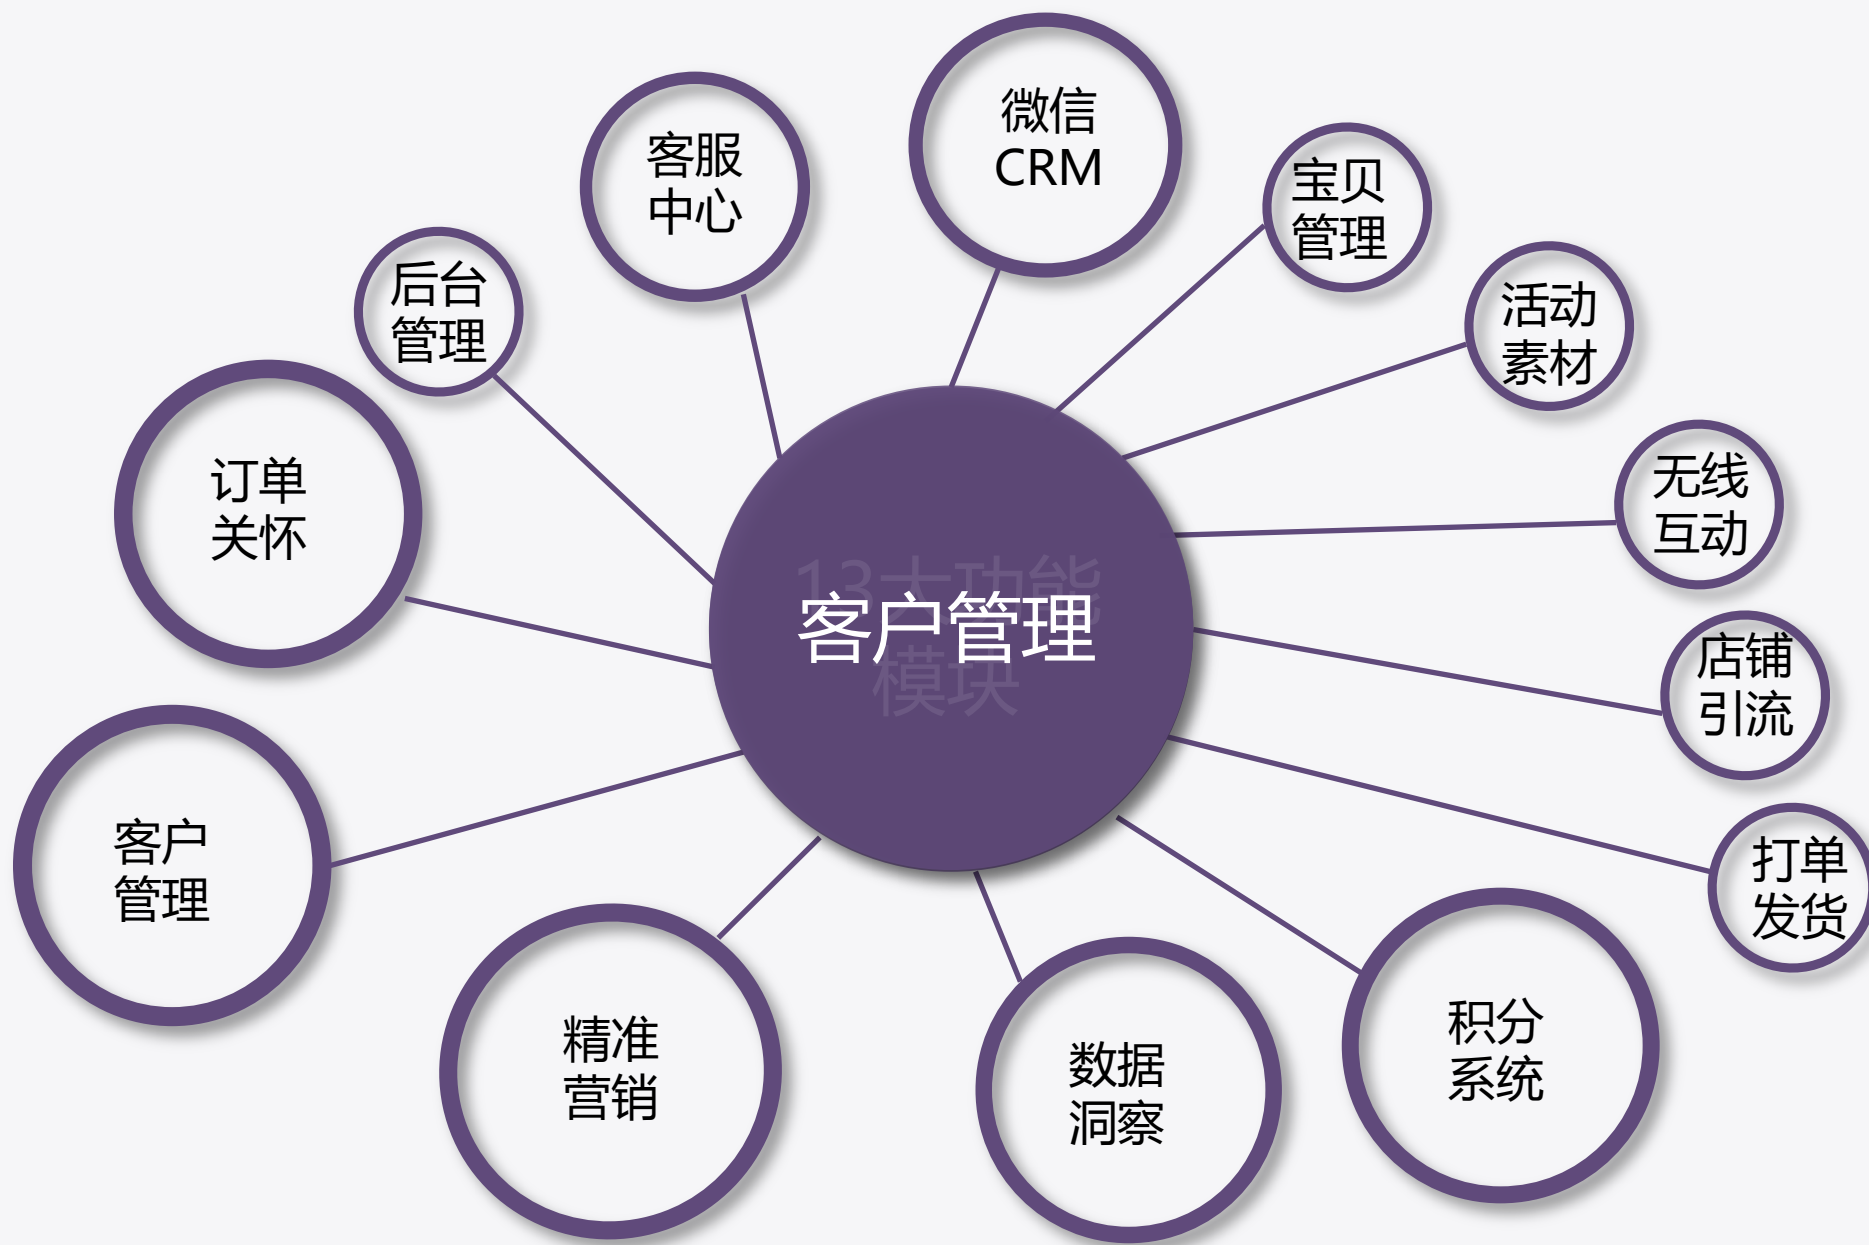 微信
CRM
客服
中心
宝贝
管理
后台
管理
活动
素材
订单
关怀
无线
互动
13大功能
模块
客户管理
店铺
引流
客户
管理
打单
发货
精准
营销
数据
洞察
积分
系统